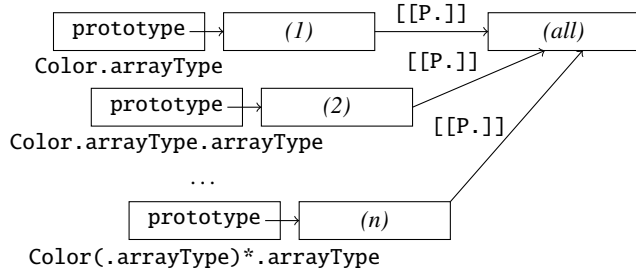 prototype (1) [[P.]] (all)
Color.arrayType [[P.]]
prototype (2)
Color.arrayType.arrayType [[P.]]
...
prototype (n)
Color(.arrayType)*.arrayType